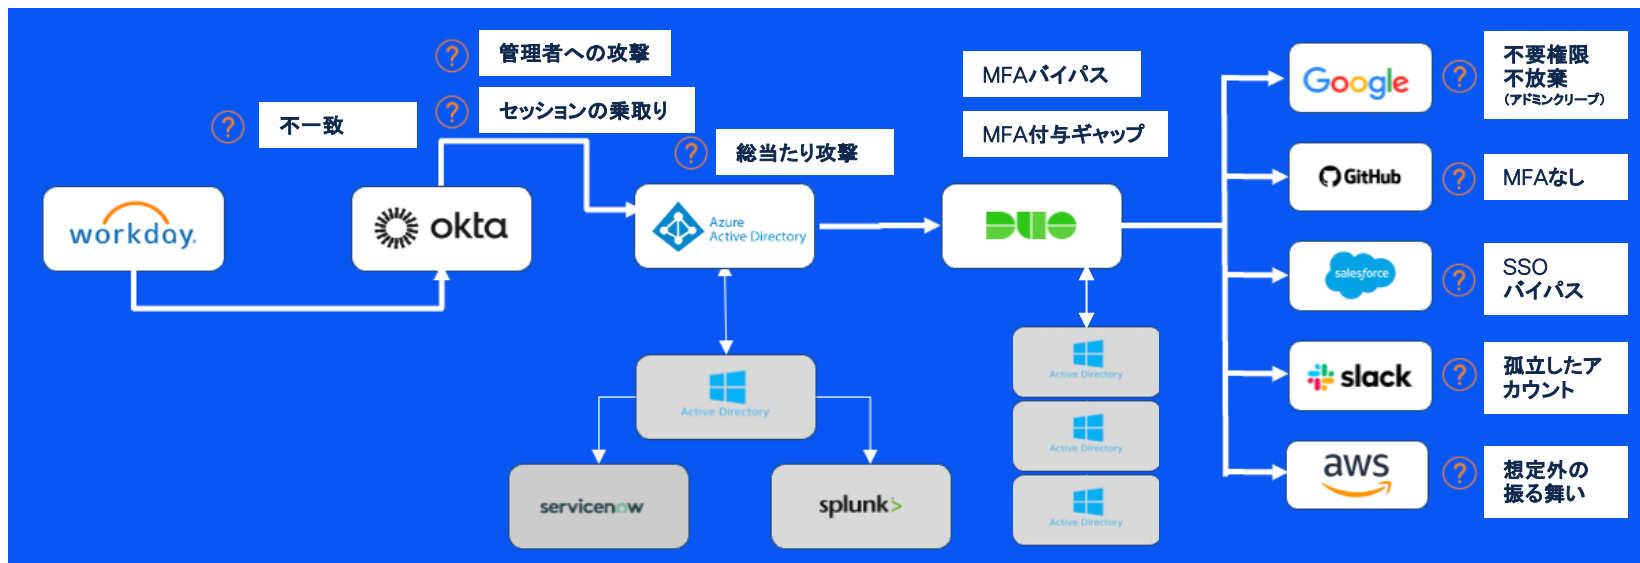 管理者への攻撃
セッションの乗取り
不一致
総当たり攻撃
MFAバイパス
MFA付与ギャップ
workday.
okta
Azure
Active Directory
DUO
Google
不要権限
不放棄
(アドミンクリープ)
GitHub
MFAなし
salesforce
SSO
バイパス
slack
孤立したア
カウント
aws
想定外の
振る舞い
Active Directory
servicenow
splunk>
Active Directory
Active Directory
Active Directory
?
?
?
?
?
?
?
?
?